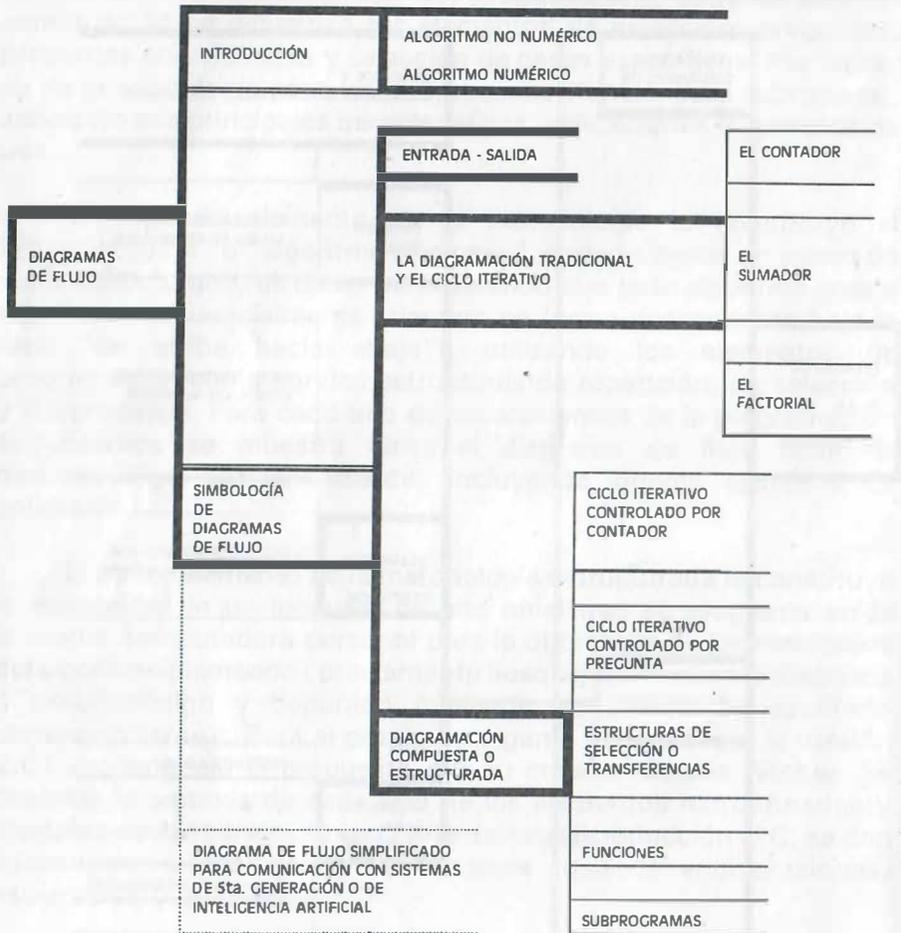 INTRODUCCIÓN
ALGORITMO NO NUMÉRICO
ALGORITMO NUMÉRICO
ENTRADA - SALIDA
EL CONTADOR
DIAGRAMAS
DE FLUJO
LA DIAGRAMACIÓN TRADICIONAL
Y EL CICLO ITERATIVO
EL
SUMADOR
EL
FACTORIAL
SIMBOLOGÍA
DE
DIAGRAMAS
DE FLUJO
CICLO ITERATIVO
CONTROLADO POR
CONTADOR
CICLO ITERATIVO
CONTROLADO POR
PREGUNTA
DIAGRAMACIÓN
COMPUESTA O
ESTRUCTURADA
ESTRUCTURAS DE
SELECCIÓN O
TRANSFERENCIAS
DIAGRAMA DE FLUJO SIMPLIFICADO
PARA COMUNICACIÓN CON SISTEMAS
DE 5ta. GENERACIÓN O DE
INTELIGENCIA ARTIFICIAL
FUNCIONES
SUBPROGRAMAS